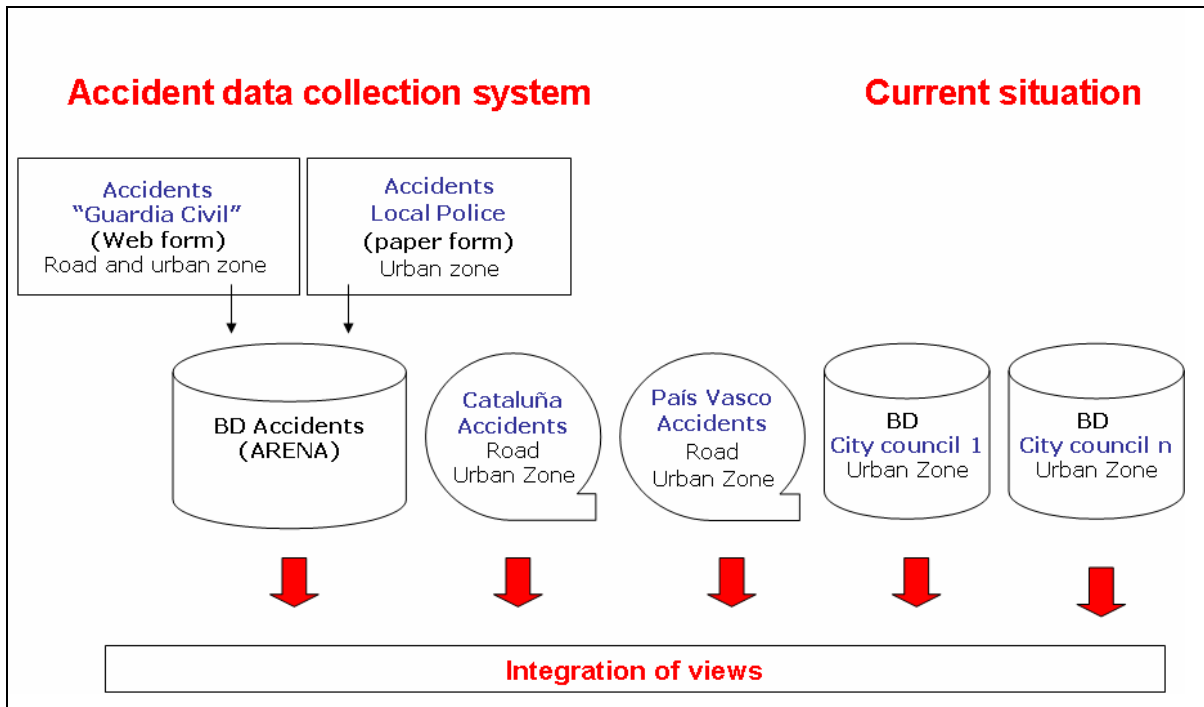 Accident data collection system
Current situation
Accidents
"Guardia Civil"
(Web form)
Road and urban zone
Accidents
Local Police
(paper form)
Urban zone
BD Accidents
(ARENA)
Cataluña
Accidents
Road
Urban Zone
País Vasco
Accidents
Road
Urban Zone
BD
City council 1
Urban Zone
BD
City council n
Urban Zone
Integration of views